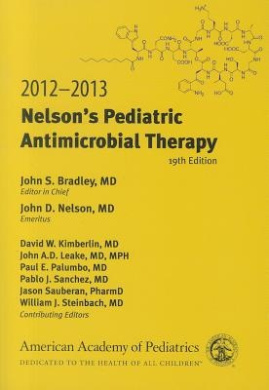 2012–2013
Nelson's Pediatric
Antimicrobial Therapy
19th Edition
John S. Bradley, MD
Editor in Chief
John D. Nelson, MD
Emeritus
David W. Kimberlin, MD
John A.D. Leake, MD, MPH
Paul E. Palumbo, MD
Pablo J. Sanchez, MD
Jason Sauberan, PharmD
William J. Steinbach, MD
Contributing Editors
American Academy of Pediatrics
DEDICATED TO THE HEALTH OF ALL CHILDREN